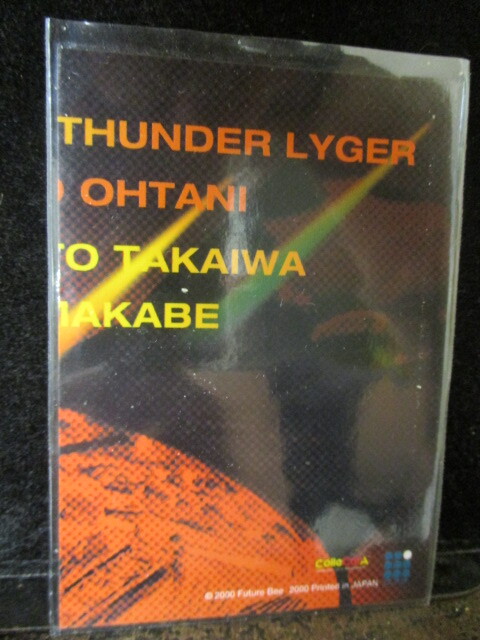 THUNDER LYGER
OHTANI
TO TAKAIWA
MAKABE
© 2000 Future Bee 2000 Printed in JAPAN